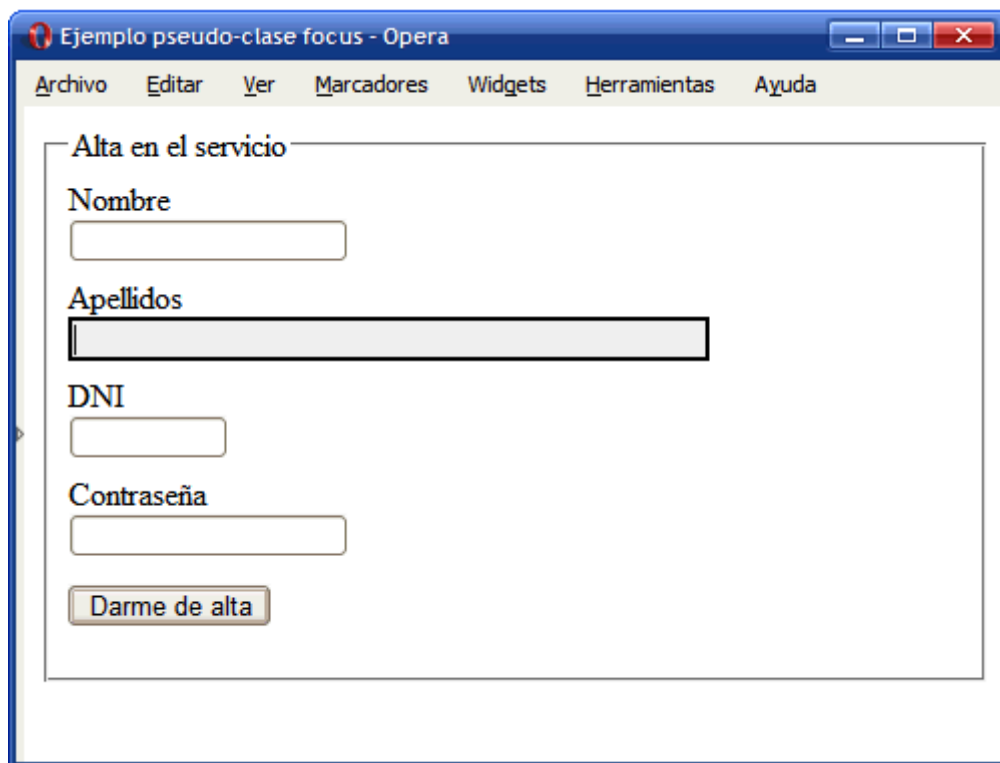 Ejemplo pseudo-clase focus - Opera
Archivo Editar Ver Marcadores Widgets Herramientas Ayuda
Alta en el servicio
Nombre
Apellidos
DNI
Contraseña
Darme de alta